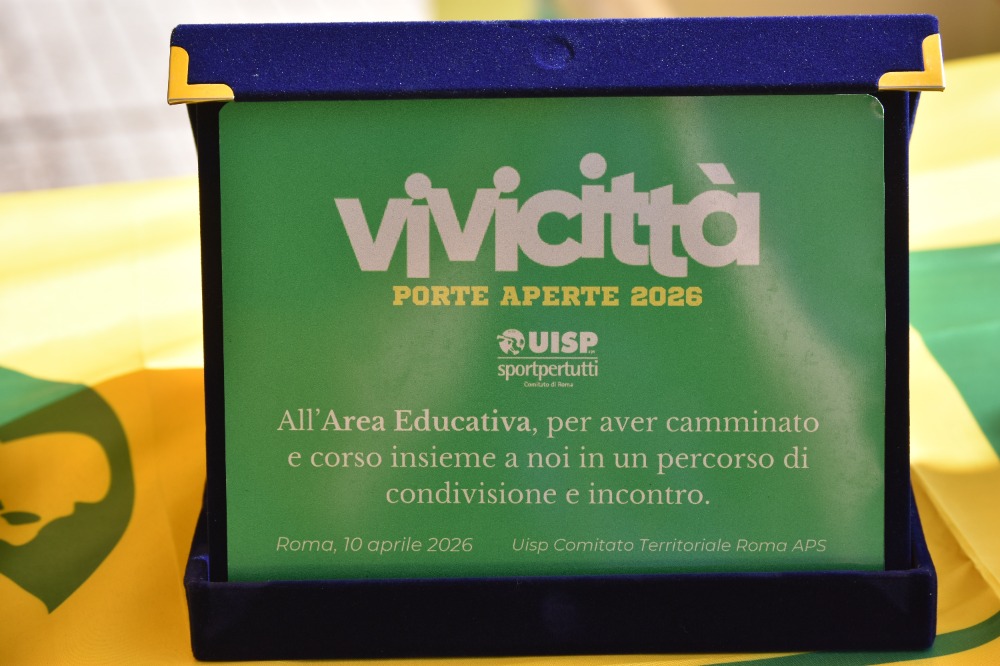 vivicittà
PORTE APERTE 2026
UISP
sportpertutti
Comitato di Roma
All'Area Educativa, per aver camminato
e corso insieme a noi in un percorso di
condivisione e incontro.
Roma, 10 aprile 2026 Uisp Comitato Territoriale Roma APS